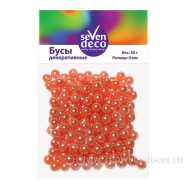 seven
deco
Бусы
декоративные
Вес: 50 г
Размер: 8 мм